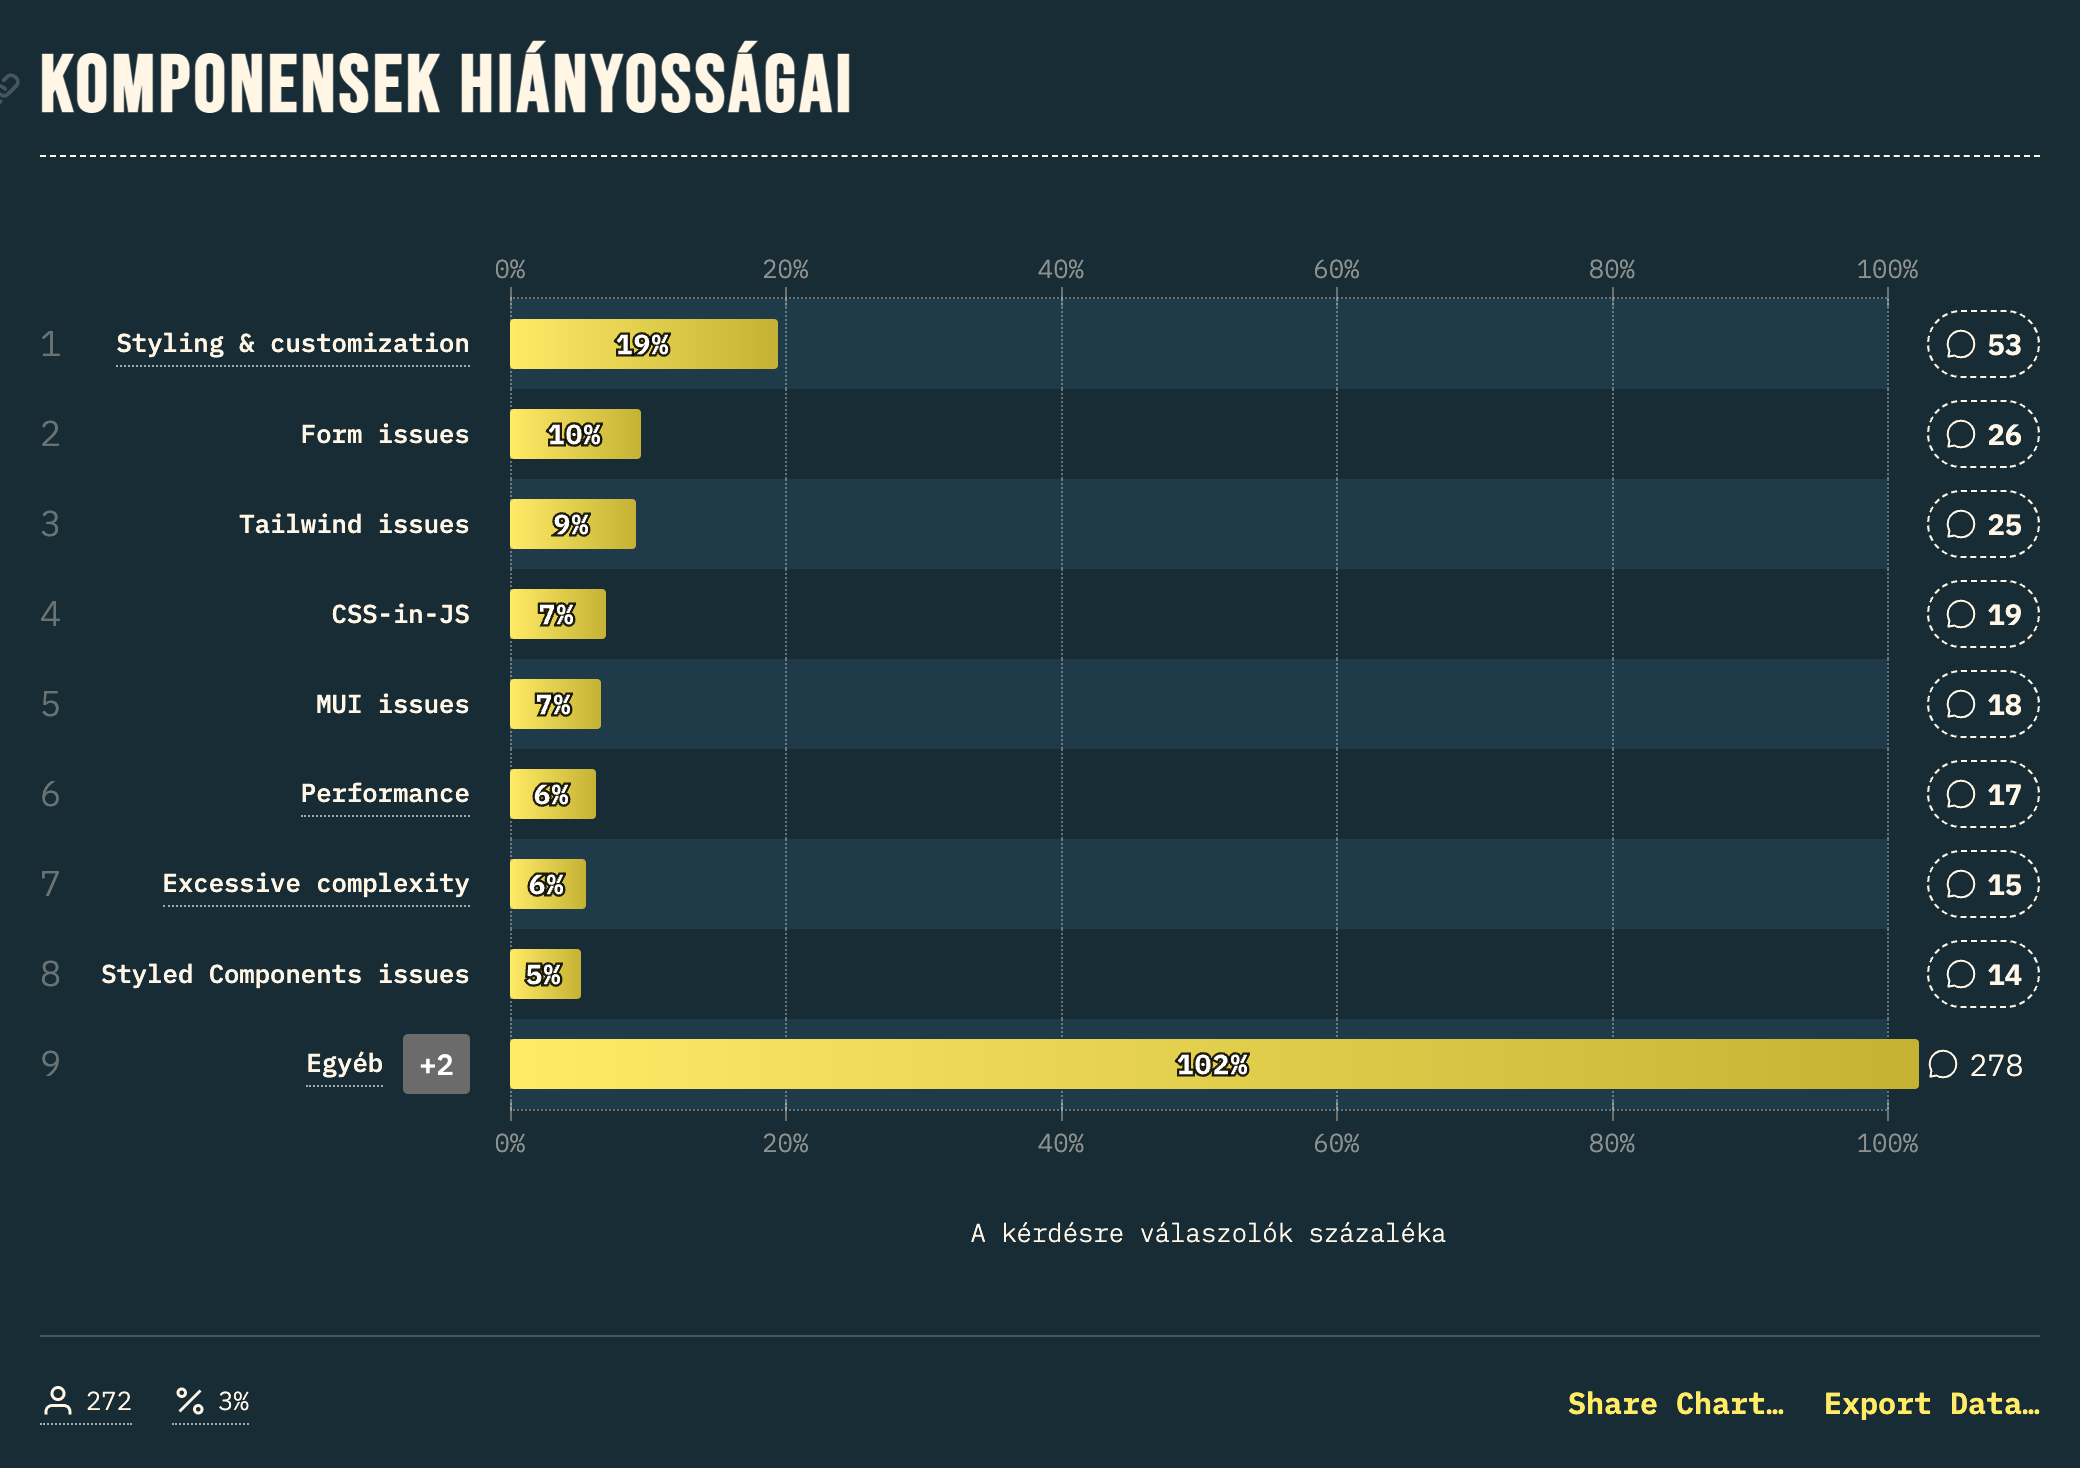 KOMPONENSEK HIÁNYOSSÁGAI
0% 20% 40% 60% 80% 100%
1 Styling & customization 19% 53
2 Form issues 10% 26
3 Tailwind issues 9% 25
4 CSS-in-JS 7% 19
5 MUI issues 7% 18
6 Performance 6% 17
7 Excessive complexity 6% 15
8 Styled Components issues 5% 14
9 Egyéb +2 102% 278
0% 20% 40% 60% 80% 100%
A kérdésre válaszolók százaléka
272 3% Share Chart… Export Data…